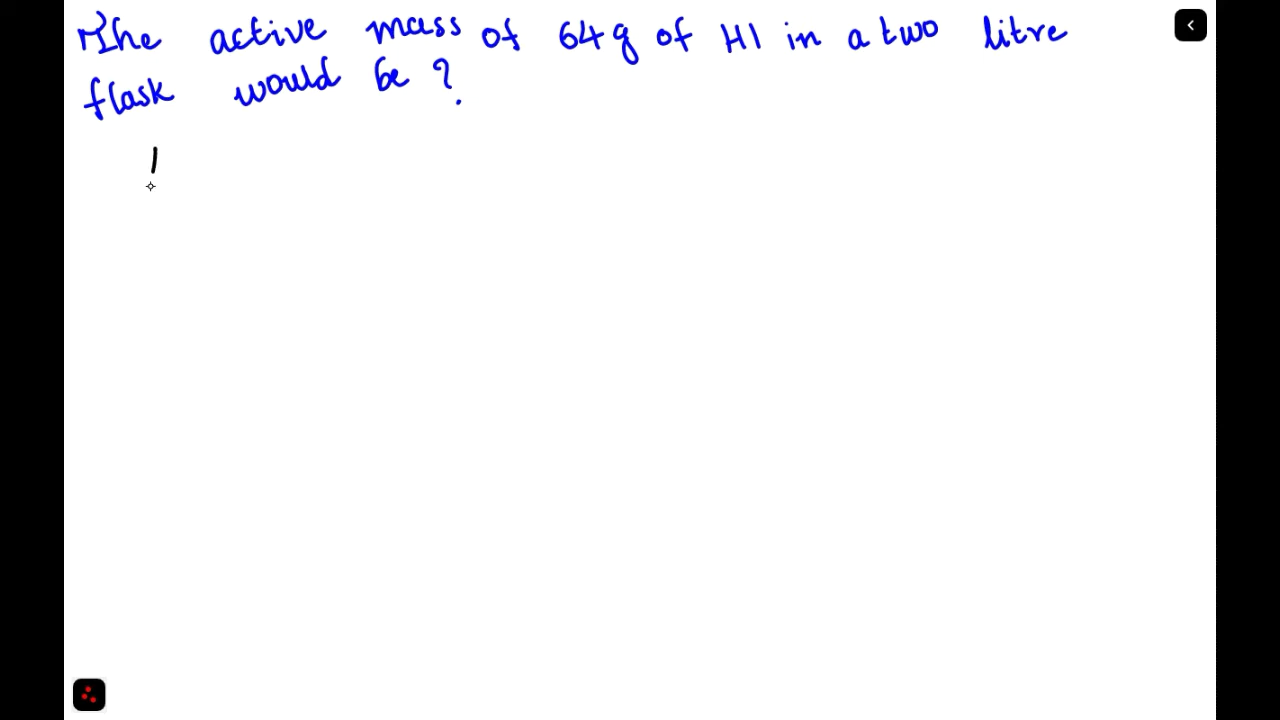 The active mass of 64g of HI in a two litre
flask would be ?